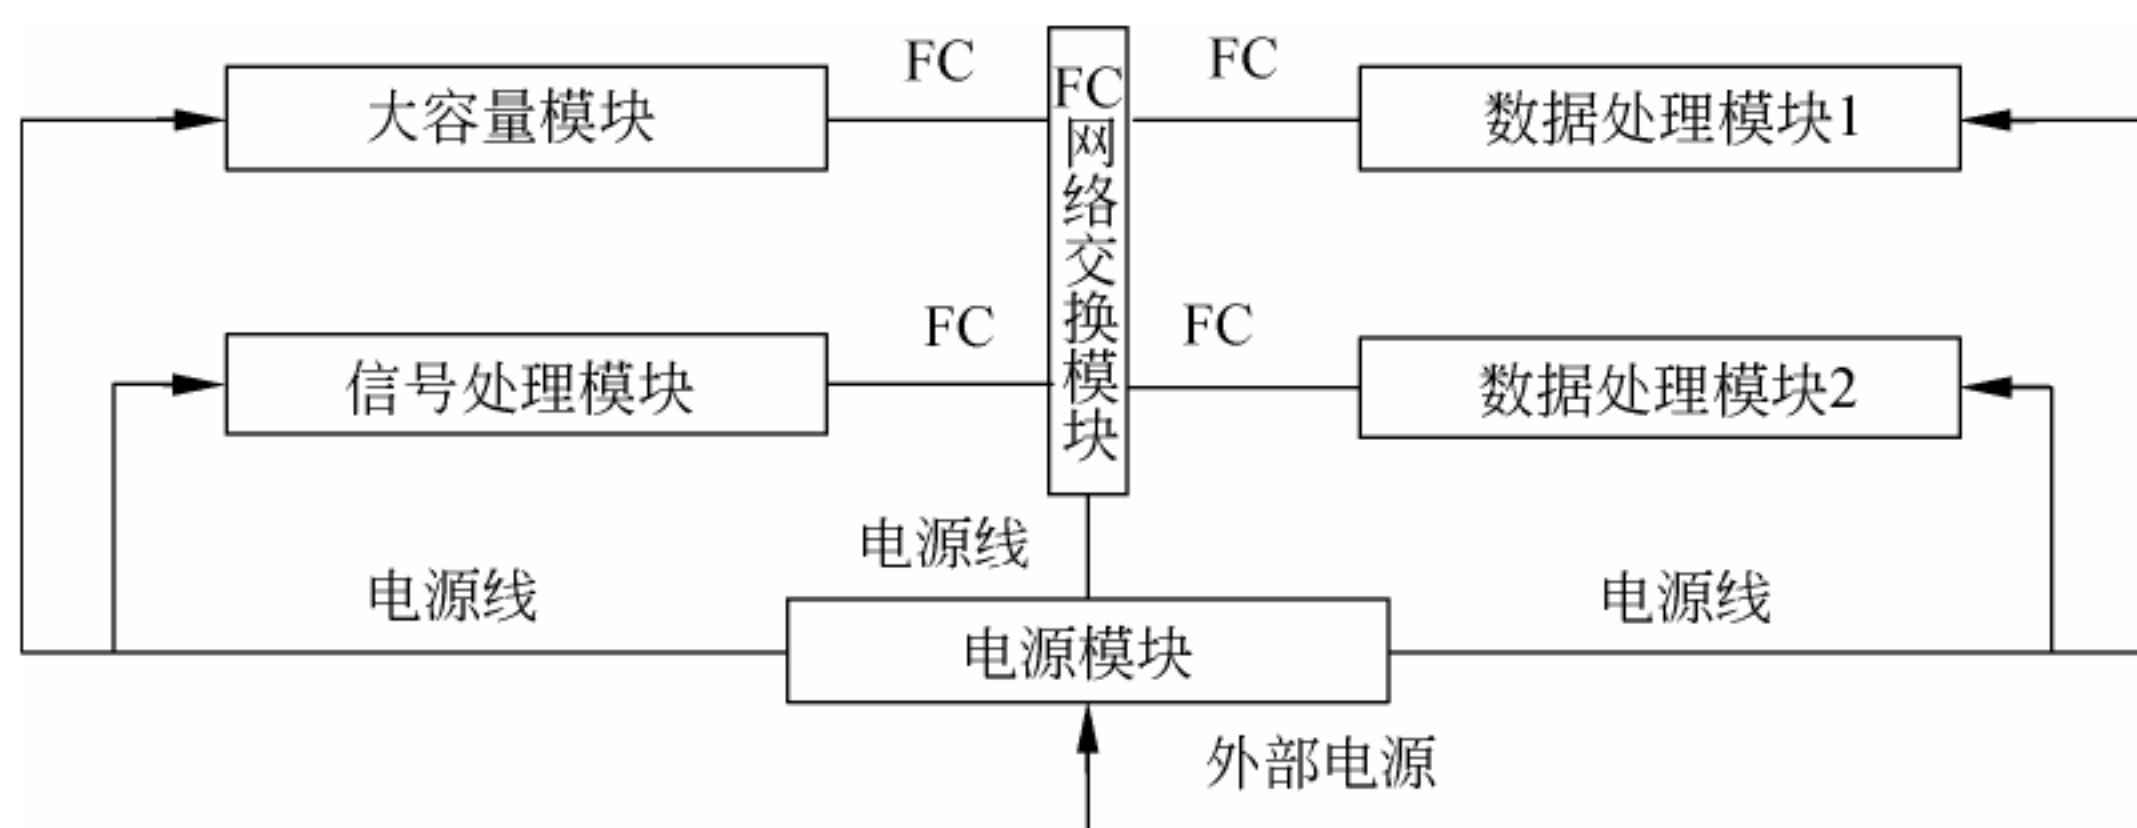 FC
FC
大容量模块
FC网络交换模块
数据处理模块1
FC
FC
信号处理模块
数据处理模块2
电源线
电源线
电源线
电源模块
外部电源